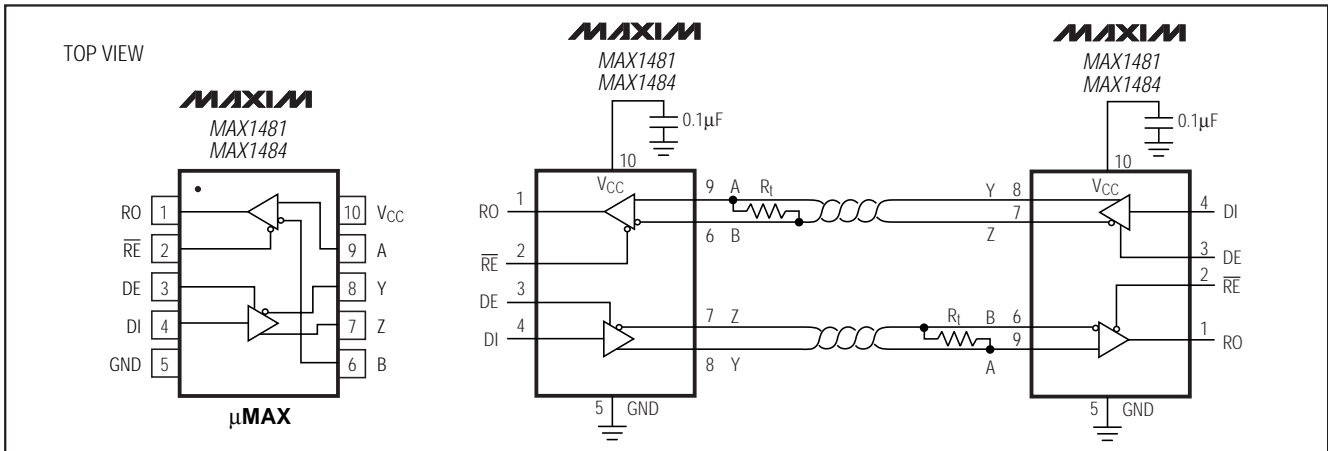 TOP VIEW
MAXIM
MAX1481
MAX1484
RO 1
RE 2
DE 3
DI 4
GND 5
10 VCC
9 A
8 Y
7 Z
6 B
μMAX
MAXIM
MAX1481
MAX1484
0.1μF
10
VCC
RO 1
RE 2
DE 3
DI 4
9 A Rt
6 B
7 Z
8 Y
5 GND
MAXIM
MAX1481
MAX1484
0.1μF
10
VCC
Y 8
7
Z
4 DI
3 DE
2 RE
1 RO
Rt B 6
9
A
5 GND